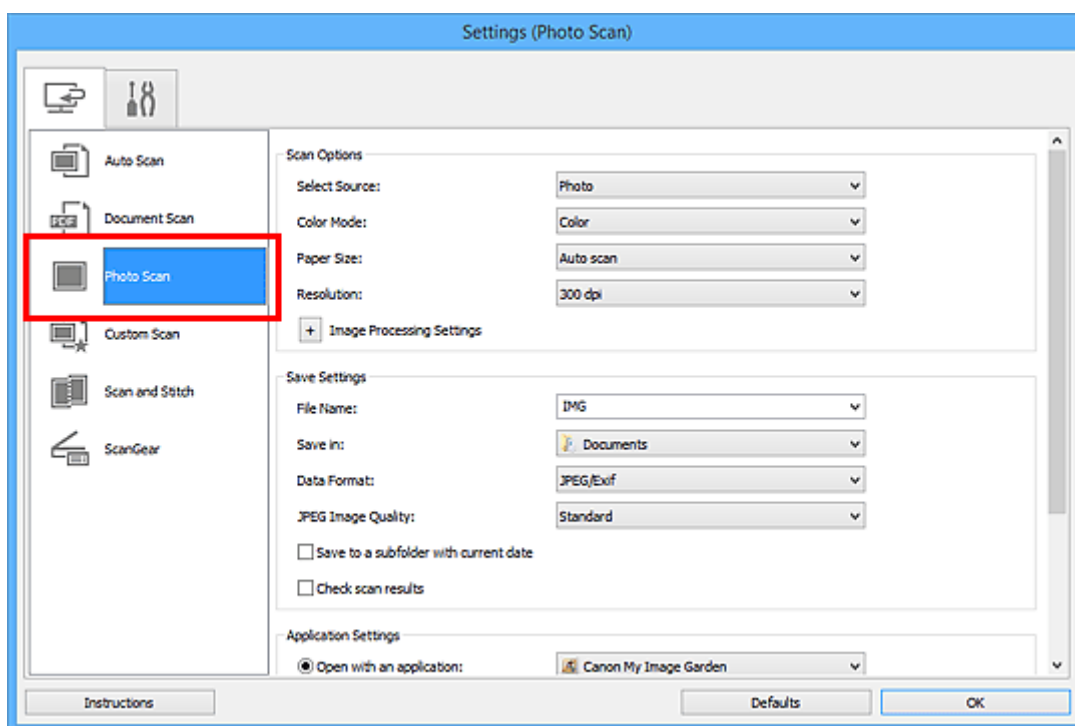 Settings (Photo Scan)
Auto Scan
PDF
Document Scan
Photo Scan
Custom Scan
Scan and Stitch
ScanGear
Scan Options
Select Source: Photo
Color Mode: Color
Paper Size: Auto scan
Resolution: 300 dpi
+ Image Processing Settings
Save Settings
File Name: IMG
Save in: Documents
Data Format: JPEG/Exif
JPEG Image Quality: Standard
Save to a subfolder with current date
Check scan results
Application Settings
Open with an application: Canon My Image Garden
Instructions Defaults OK